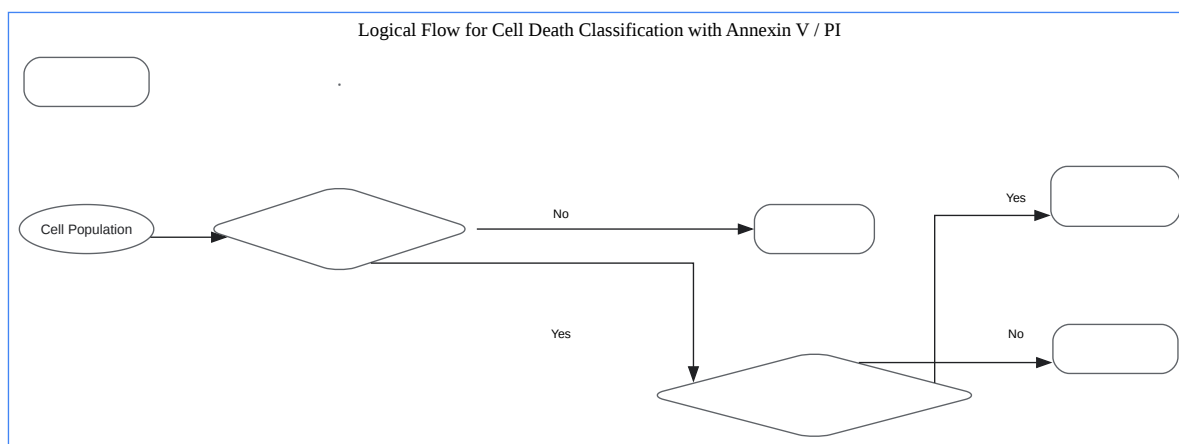 Logical Flow for Cell Death Classification with Annexin V / PI
Yes
No
Cell Population
Yes
No